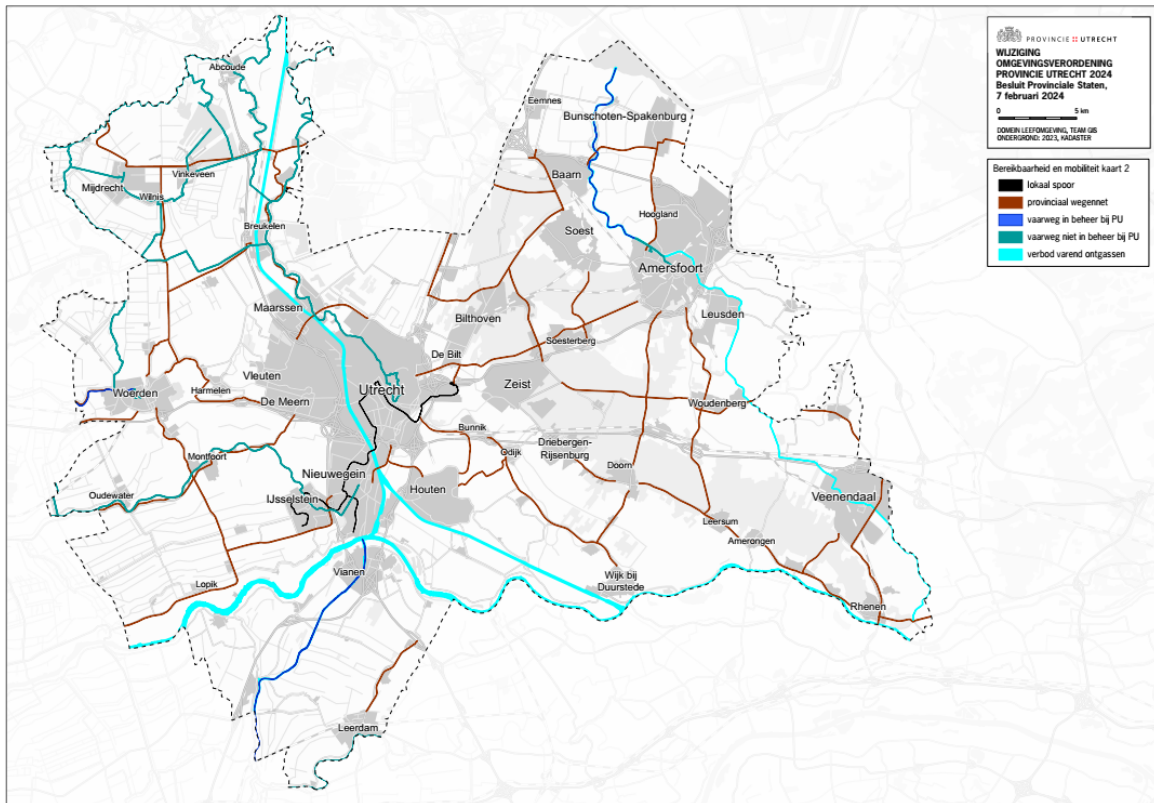 PROVINCIE UTRECHT
WIJZIGING
OMGEVINGSVERORDENING
PROVINCIE UTRECHT 2024
Besluit Provinciale Staten,
7 februari 2024
0 5 km
DOMEIN LEEFOMGEVING, TEAM GIS
ONDERGROND: 2023, KADASTER
Bereikbaarheid en mobiliteit kaart 2
lokaal spoor
provinciaal wegennet
vaarweg in beheer bij PU
vaarweg niet in beheer bij PU
verbod varend ontgassen
Abcoude
Eemnes
Bunschoten-Spakenburg
Vinkeveen
Baarn
Mijdrecht
Wilnis
Hoogland
Breukelen
Soest
Amersfoort
Maarssen
Leusden
Bilthoven
Soesterberg
De Bilt
Vleuten
Zeist
Utrecht
Woerden
Harmelen
De Meern
Woudenberg
Bunnik
Driebergen-
Rijsenburg
Odijk
Montfoort
Doorn
Nieuwegein
Houten
Oudewater
IJsselstein
Veenendaal
Leersum
Amerongen
Vianen
Wijk bij
Duurstede
Lopik
Rhenen
Leerdam